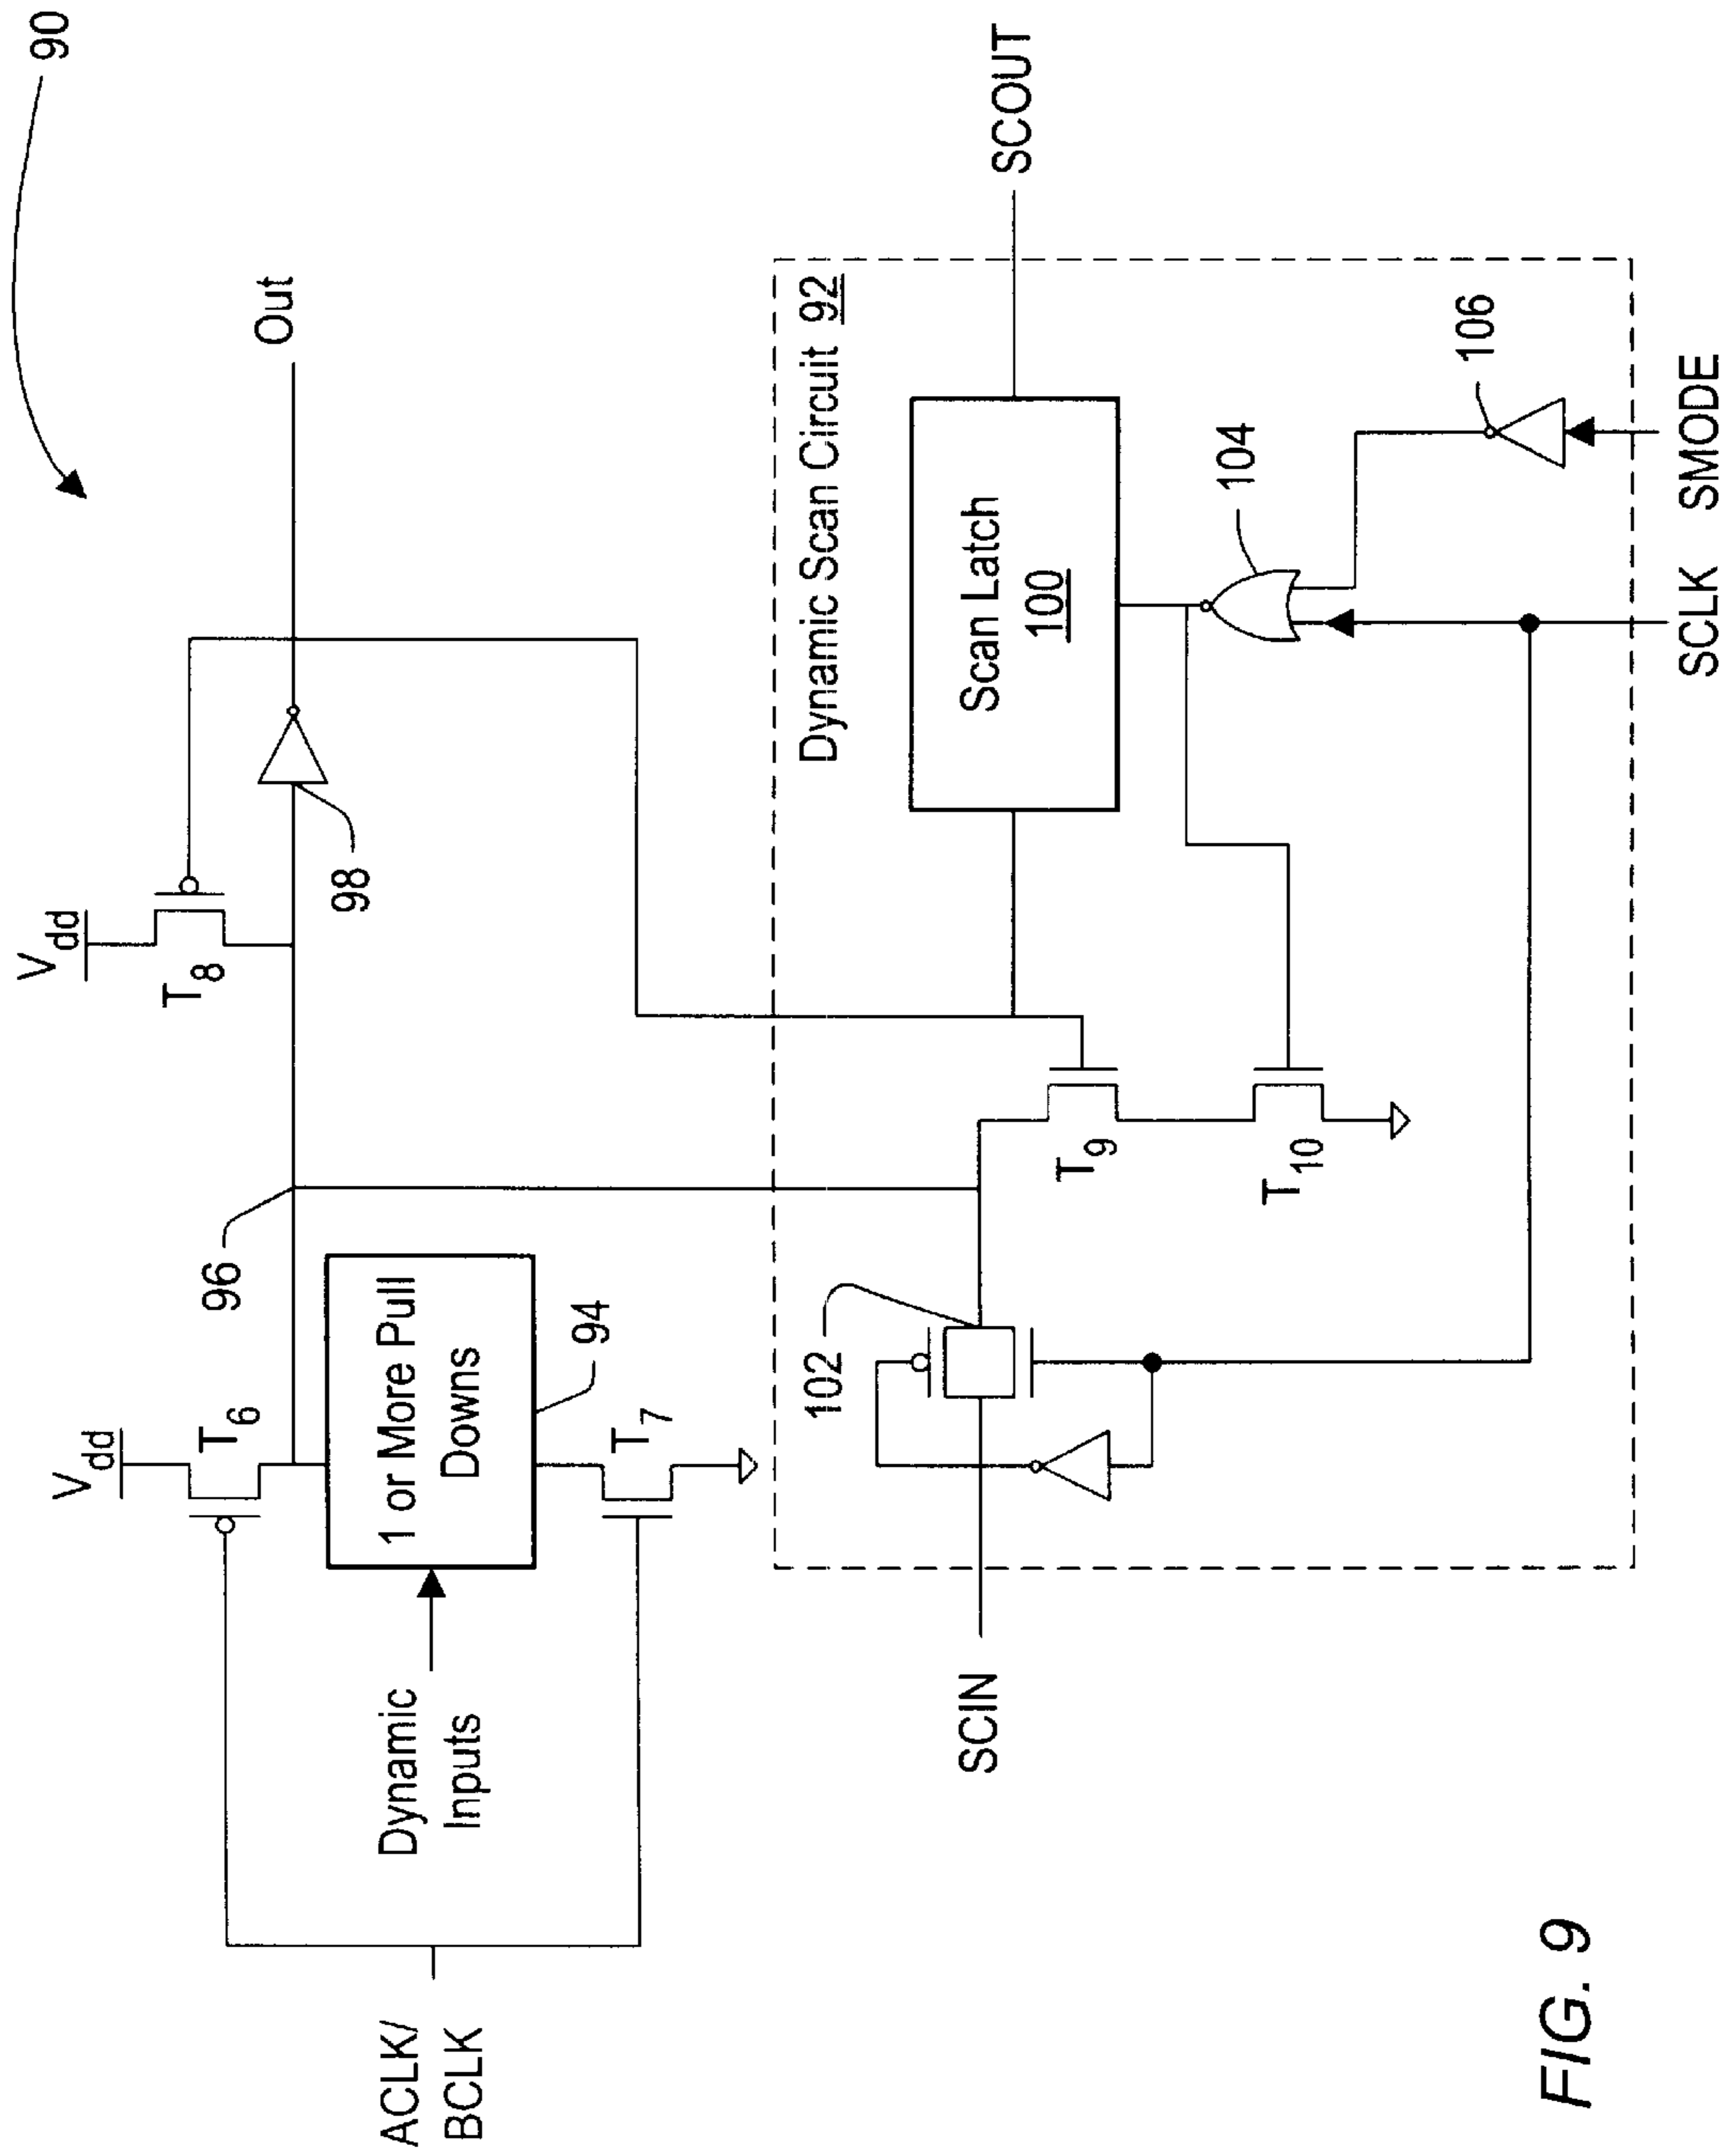 90
Vdd
T6
Vdd
T8
96
98
Out
ACLK/
BCLK
Dynamic
Inputs
1 or More Pull
Downs
94
T7
Dynamic Scan Circuit 92
SCIN
102
T9
T10
Scan Latch
100
SCOUT
104
106
SCLK
SMODE
FIG. 9